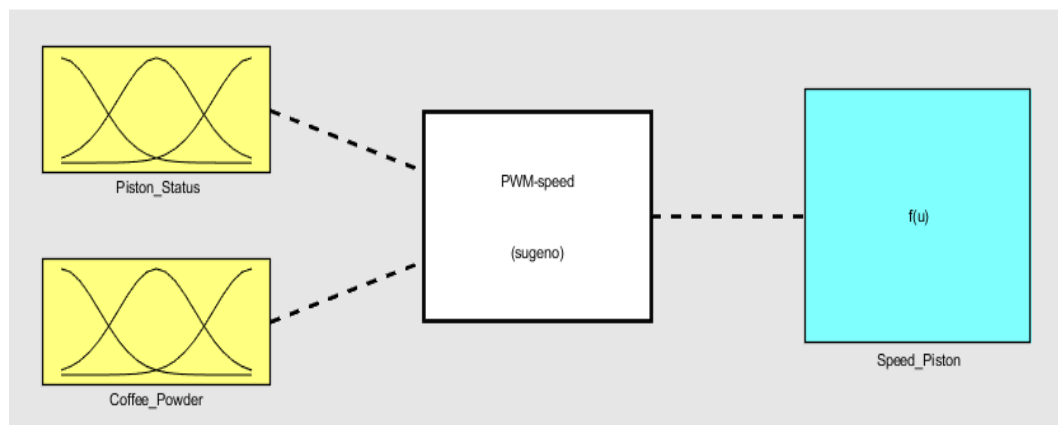 Piston_Status
Coffee_Powder
PWM-speed
(sugeno)
f(u)
Speed_Piston